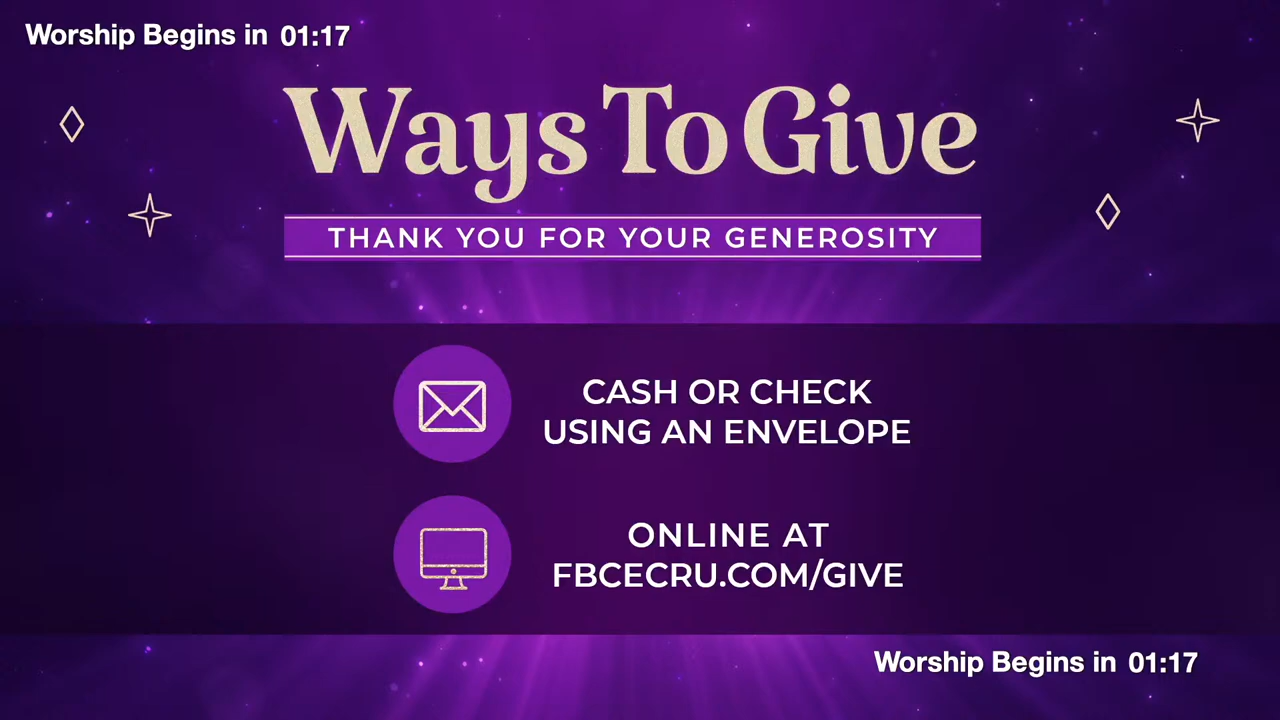 Worship Begins in 01:17
Ways To Give
THANK YOU FOR YOUR GENEROSITY
CASH OR CHECK
USING AN ENVELOPE
ONLINE AT
FBCECRU.COM/GIVE
Worship Begins in 01:17